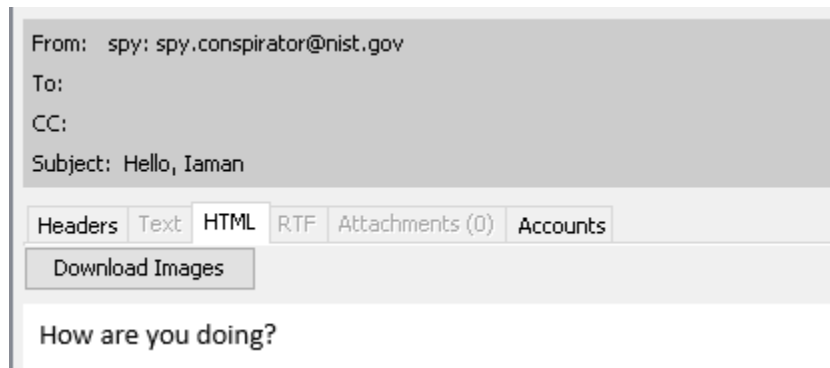 From: spy: spy.conspirator@nist.gov
To:
CC:
Subject: Hello, Iaman
Headers Text HTML RTF Attachments (0) Accounts
Download Images
How are you doing?